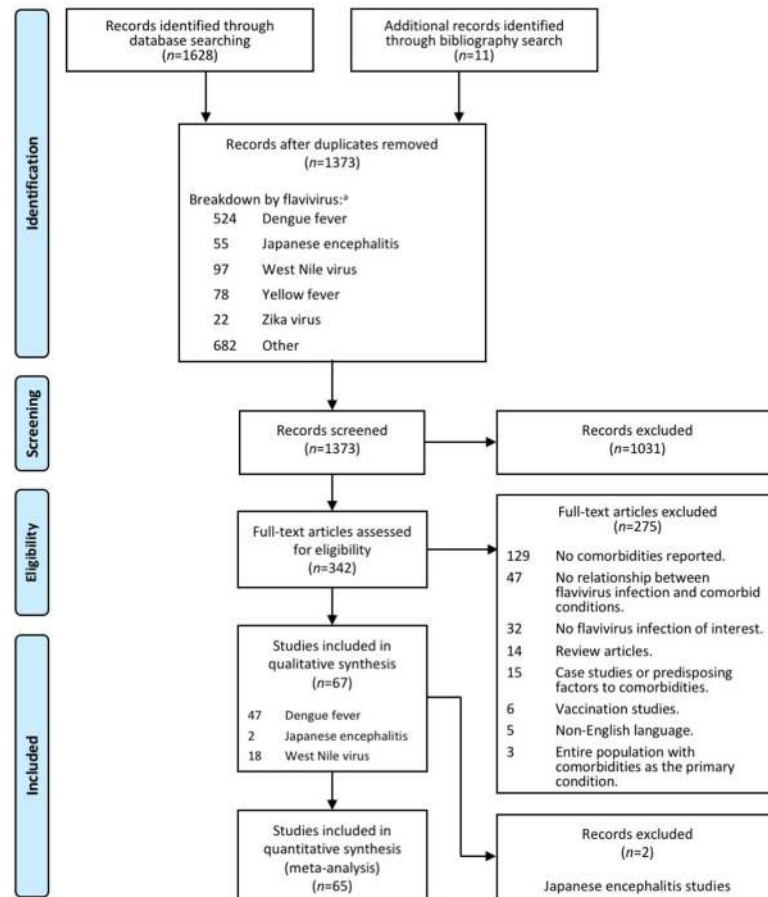 Records identified through
database searching
(n=1628)
Additional records identified
through bibliography search
(n=11)
Identification
Records after duplicates removed
(n=1373)
Breakdown by flavivirus:ª
524 Dengue fever
55 Japanese encephalitis
97 West Nile virus
78 Yellow fever
22 Zika virus
682 Other
Screening
Records screened
(n=1373)
Records excluded
(n=1031)
Eligibility
Full-text articles assessed
for eligibility
(n=342)
Full-text articles excluded
(n=275)
129 No comorbidities reported.
47 No relationship between
flavivirus infection and comorbid
conditions.
32 No flavivirus infection of interest.
14 Review articles.
15 Case studies or predisposing
factors to comorbidities.
6 Vaccination studies.
5 Non-English language.
3 Entire population with
comorbidities as the primary
condition.
Included
Studies included in
qualitative synthesis
(n=67)
47 Dengue fever
2 Japanese encephalitis
18 West Nile virus
Studies included in
quantitative synthesis
(meta-analysis)
(n=65)
Records excluded
(n=2)
Japanese encephalitis studies